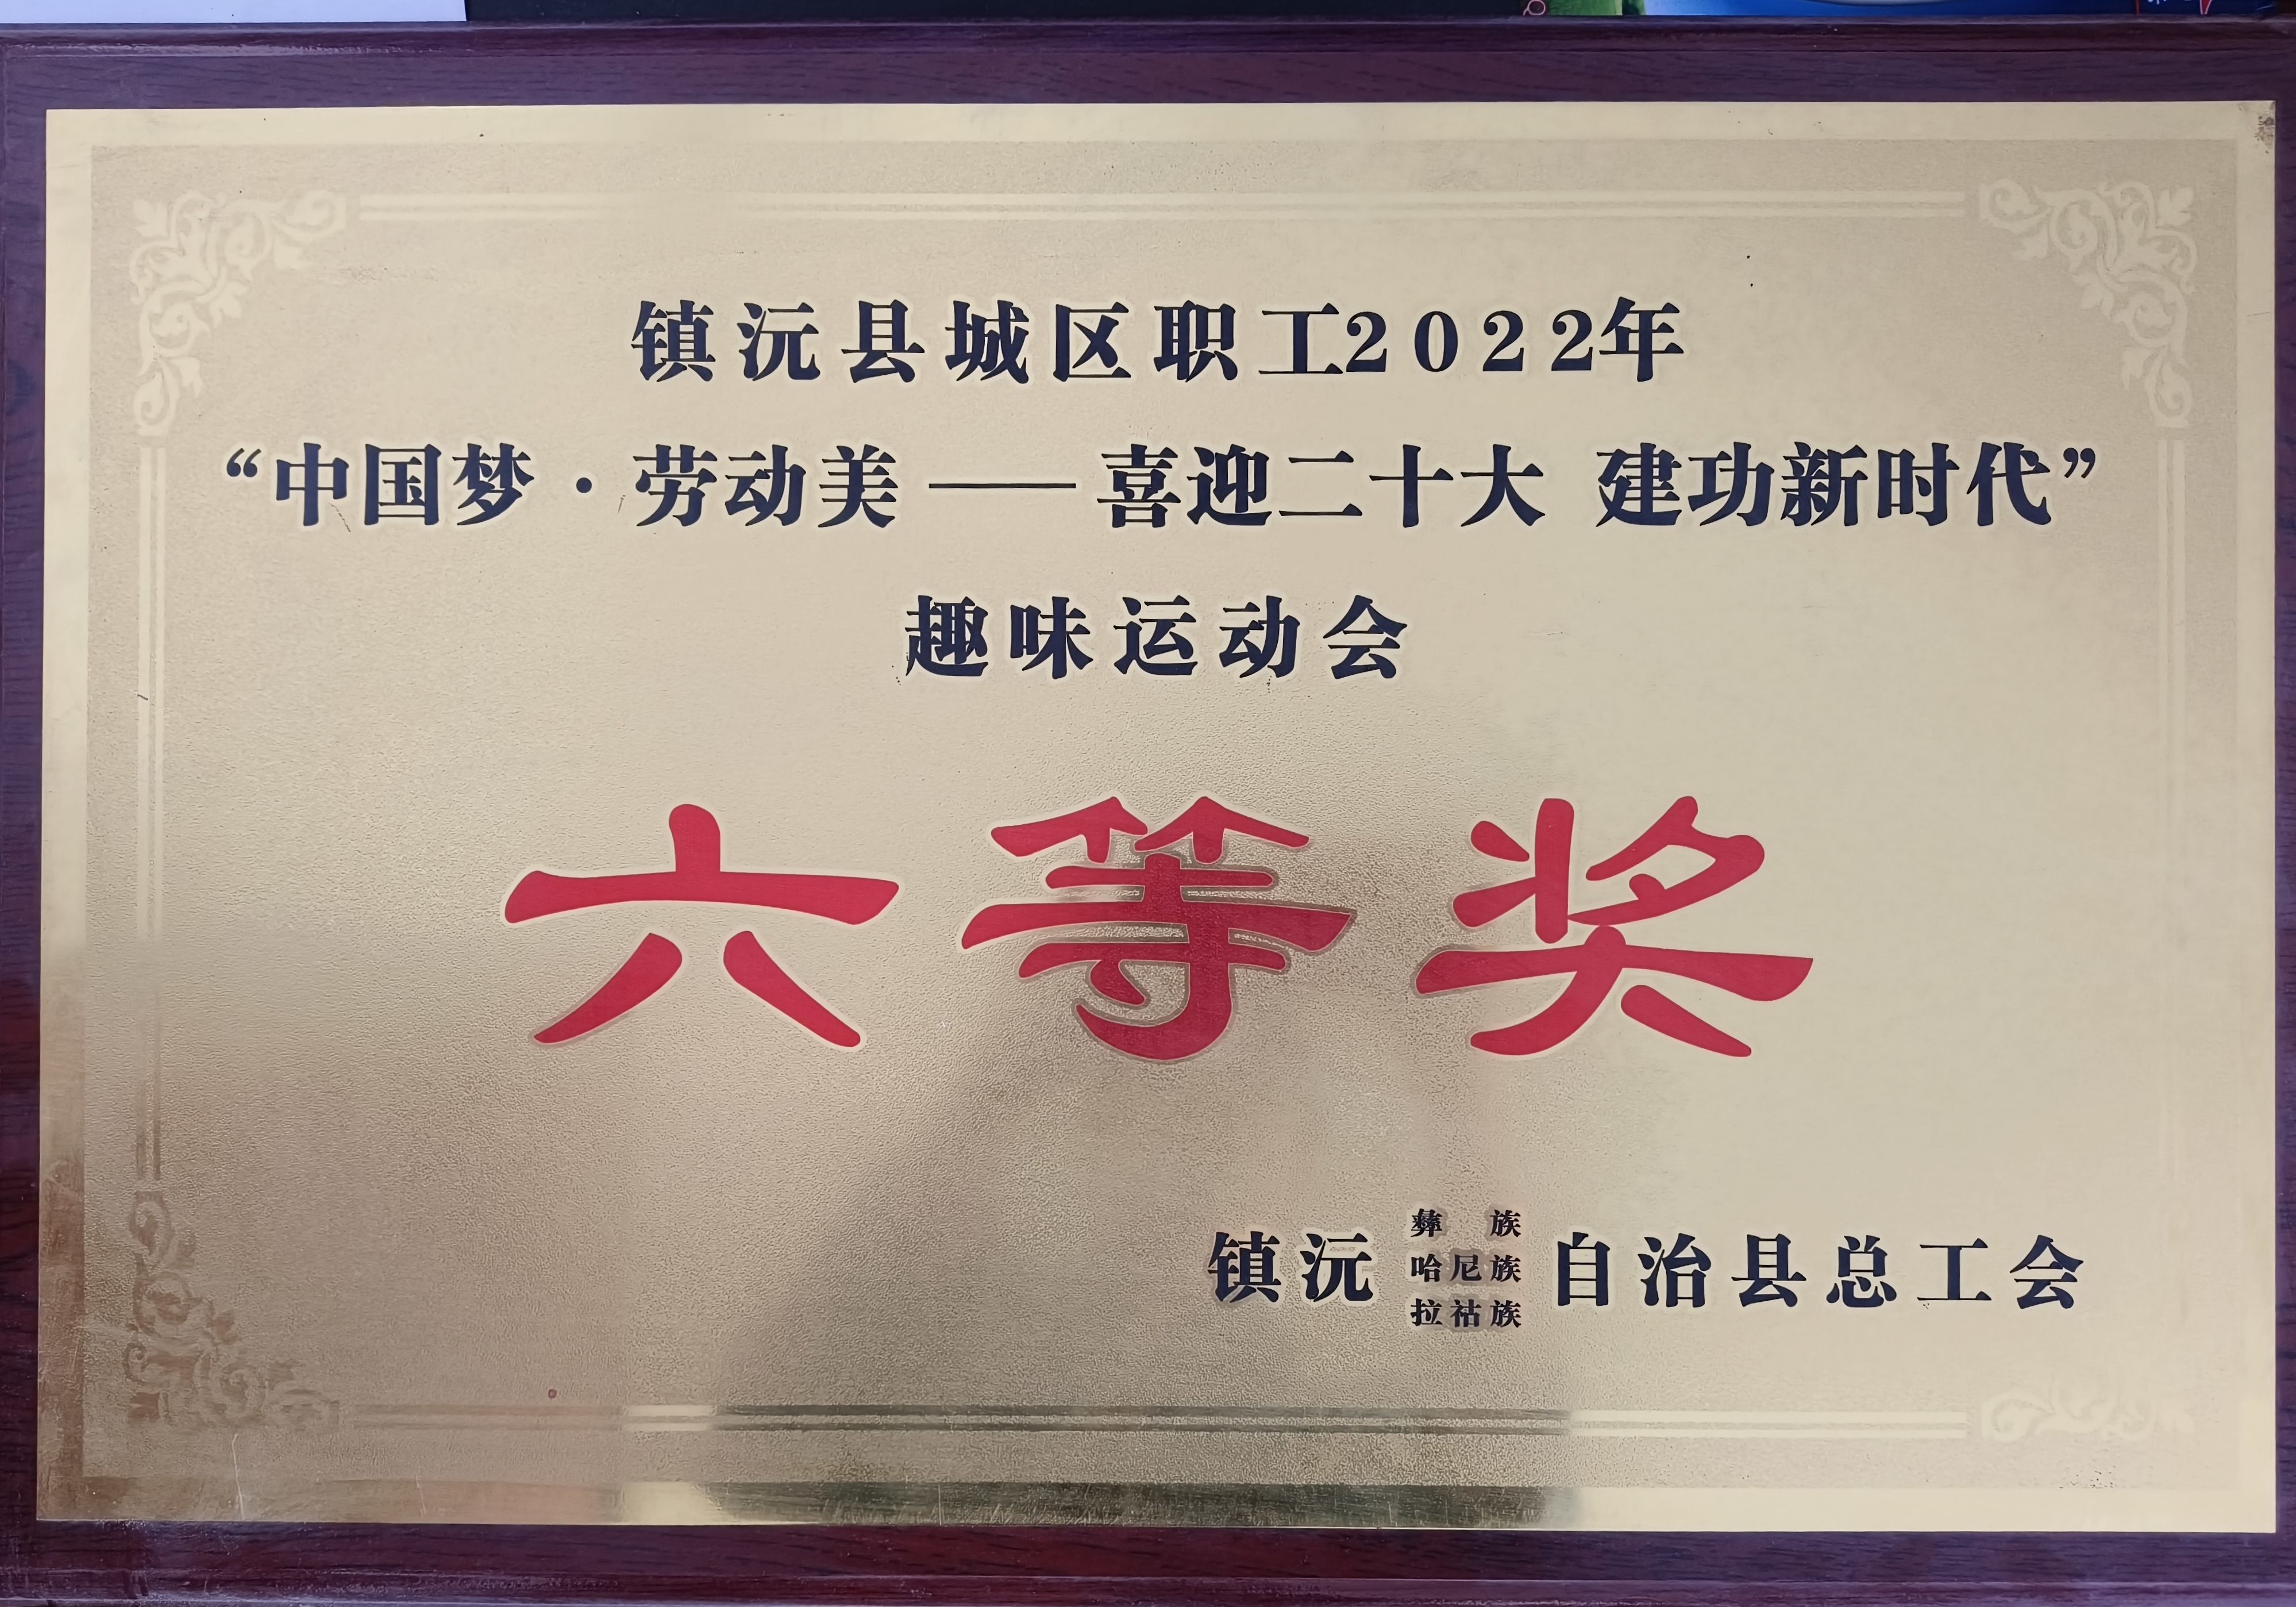 镇沅县城区职工2022年
“中国梦·劳动美——喜迎二十大 建功新时代”
趣味运动会
六等奖
镇沅 彝族 哈尼族 拉祜族 自治县总工会